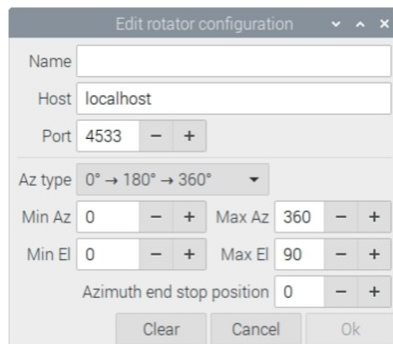 Edit rotator configuration
Name
Host localhost
Port 4533 − +
Az type 0° → 180° → 360°
Min Az 0 − + Max Az 360 − +
Min El 0 − + Max El 90 − +
Azimuth end stop position 0 − +
Clear Cancel Ok